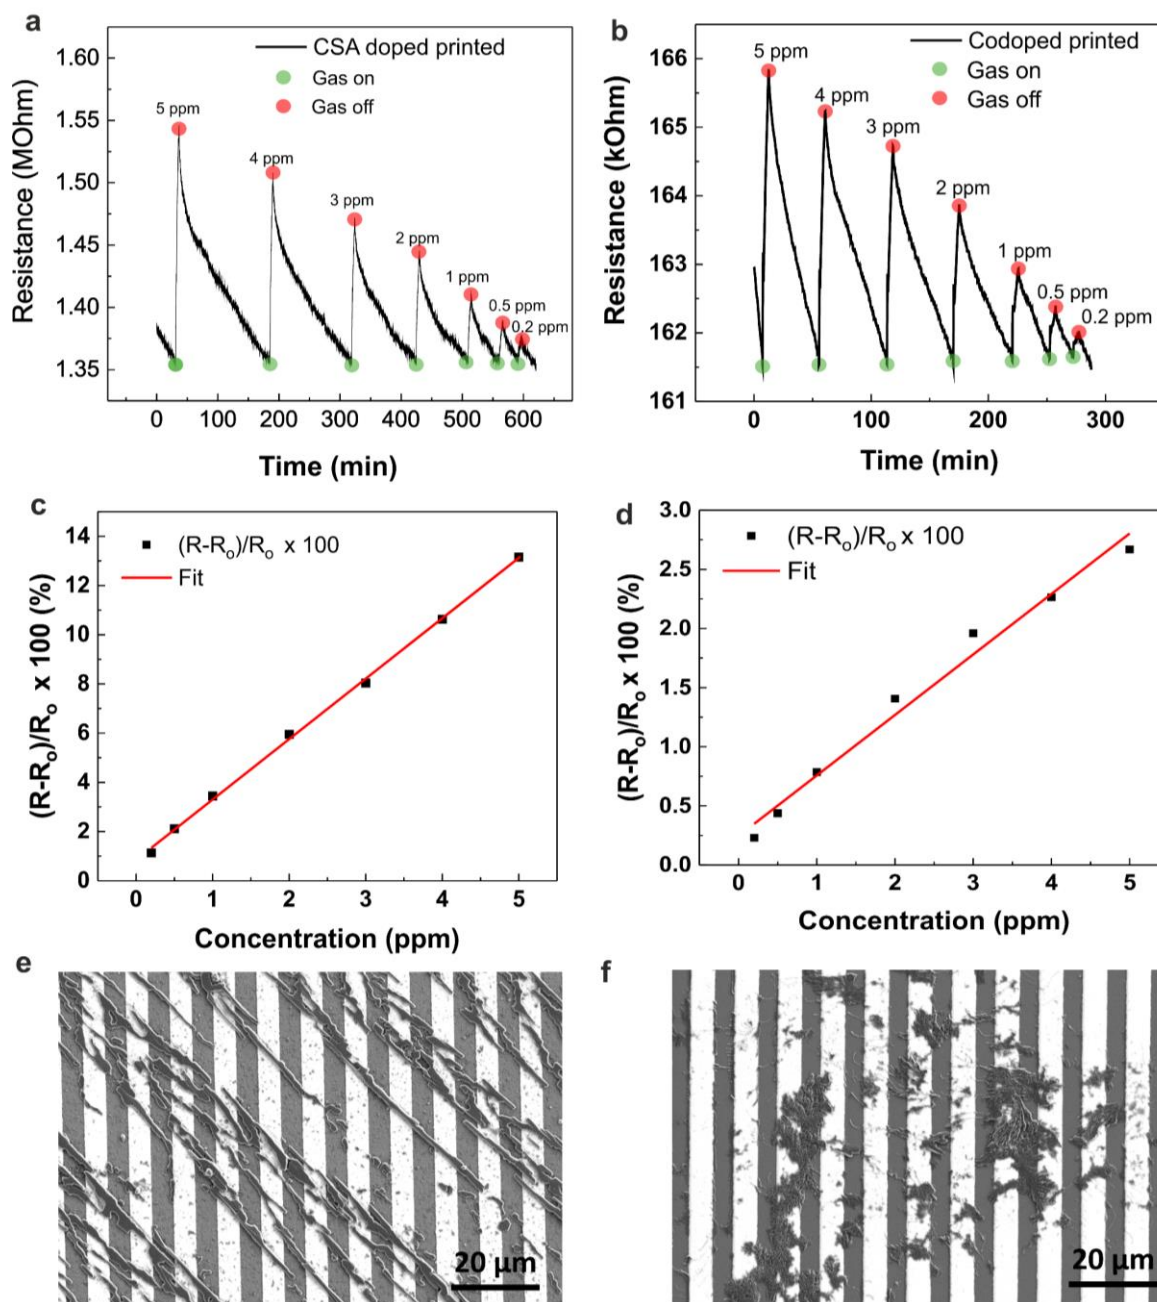 a
CSA doped printed
Gas on
Gas off
5 ppm
4 ppm
3 ppm
2 ppm
1 ppm
0.5 ppm
0.2 ppm
1.60
1.55
1.50
1.45
1.40
1.35
Resistance (MOhm)
0 100 200 300 400 500 600
Time (min)
b
Codoped printed
Gas on
Gas off
5 ppm
4 ppm
3 ppm
2 ppm
1 ppm
0.5 ppm
0.2 ppm
166
165
164
163
162
161
Resistance (kOhm)
0 100 200 300
Time (min)
c
(R-Ro)/Ro x 100
Fit
14
12
10
8
6
4
2
0
(R-Ro)/Ro x 100 (%)
0 1 2 3 4 5
Concentration (ppm)
d
(R-Ro)/Ro x 100
Fit
3.0
2.5
2.0
1.5
1.0
0.5
0.0
(R-Ro)/Ro x 100 (%)
0 1 2 3 4 5
Concentration (ppm)
e
20 µm
f
20 µm